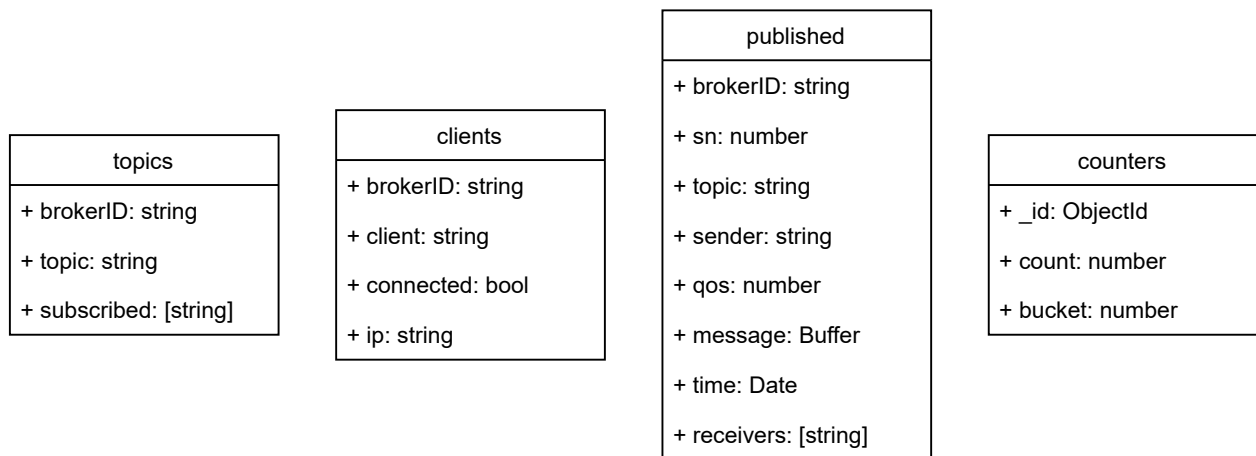 topics
+ brokerID: string
+ topic: string
+ subscribed: [string]
clients
+ brokerID: string
+ client: string
+ connected: bool
+ ip: string
published
+ brokerID: string
+ sn: number
+ topic: string
+ sender: string
+ qos: number
+ message: Buffer
+ time: Date
+ receivers: [string]
counters
+ _id: ObjectId
+ count: number
+ bucket: number